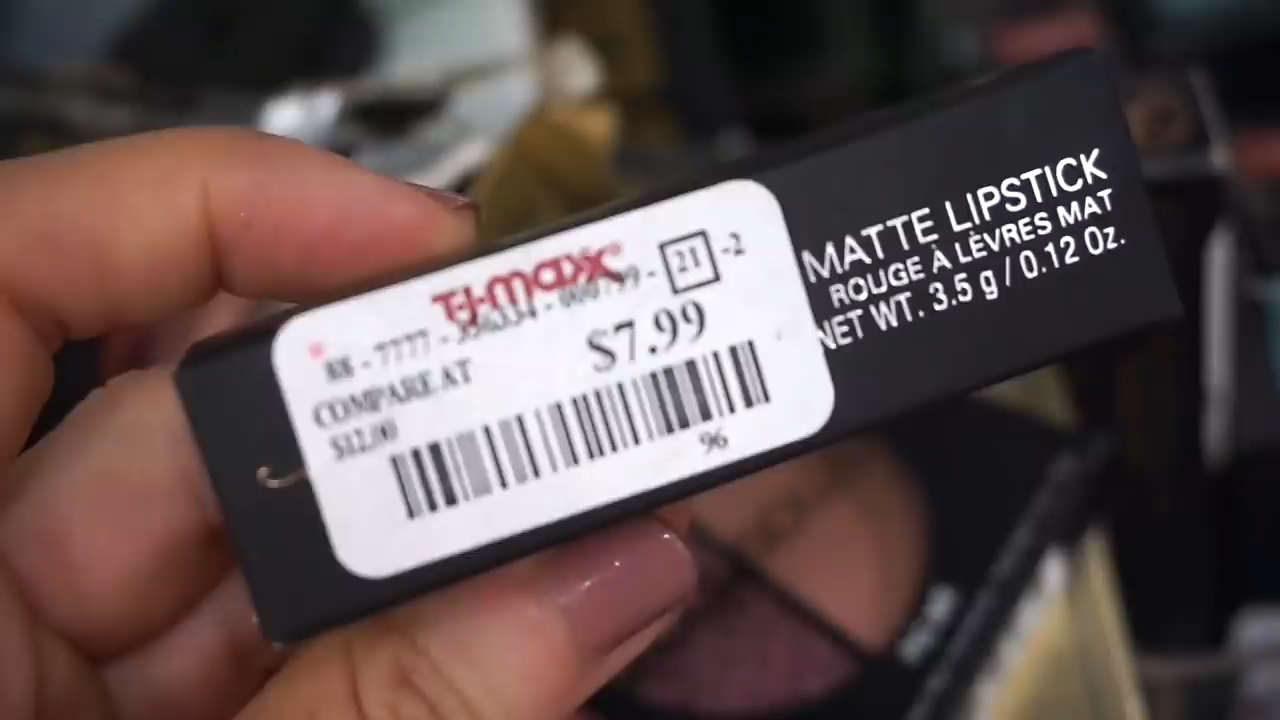 T.J.maxx
88 - 7777 - - 000799 - 21 -2
COMPARE AT
$12.00
$7.99
96
MATTE LIPSTICK
ROUGE À LÈVRES MAT
NET WT. 3.5 g / 0.12 Oz.